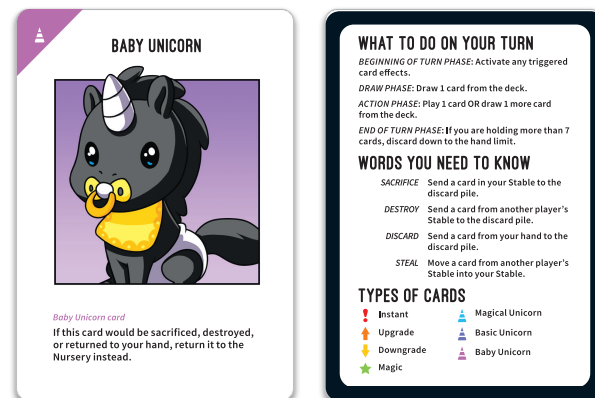 BABY UNICORN
Baby Unicorn card
If this card would be sacrificed, destroyed,
or returned to your hand, return it to the
Nursery instead.
WHAT TO DO ON YOUR TURN
BEGINNING OF TURN PHASE: Activate any triggered
card effects.
DRAW PHASE: Draw 1 card from the deck.
ACTION PHASE: Play 1 card OR draw 1 more card
from the deck.
END OF TURN PHASE: If you are holding more than 7
cards, discard down to the hand limit.
WORDS YOU NEED TO KNOW
SACRIFICE Send a card in your Stable to the
discard pile.
DESTROY Send a card from another player's
Stable to the discard pile.
DISCARD Send a card from your hand to the
discard pile.
STEAL Move a card from another player's
Stable into your Stable.
TYPES OF CARDS
Instant
Upgrade
Downgrade
Magic
Magical Unicorn
Basic Unicorn
Baby Unicorn